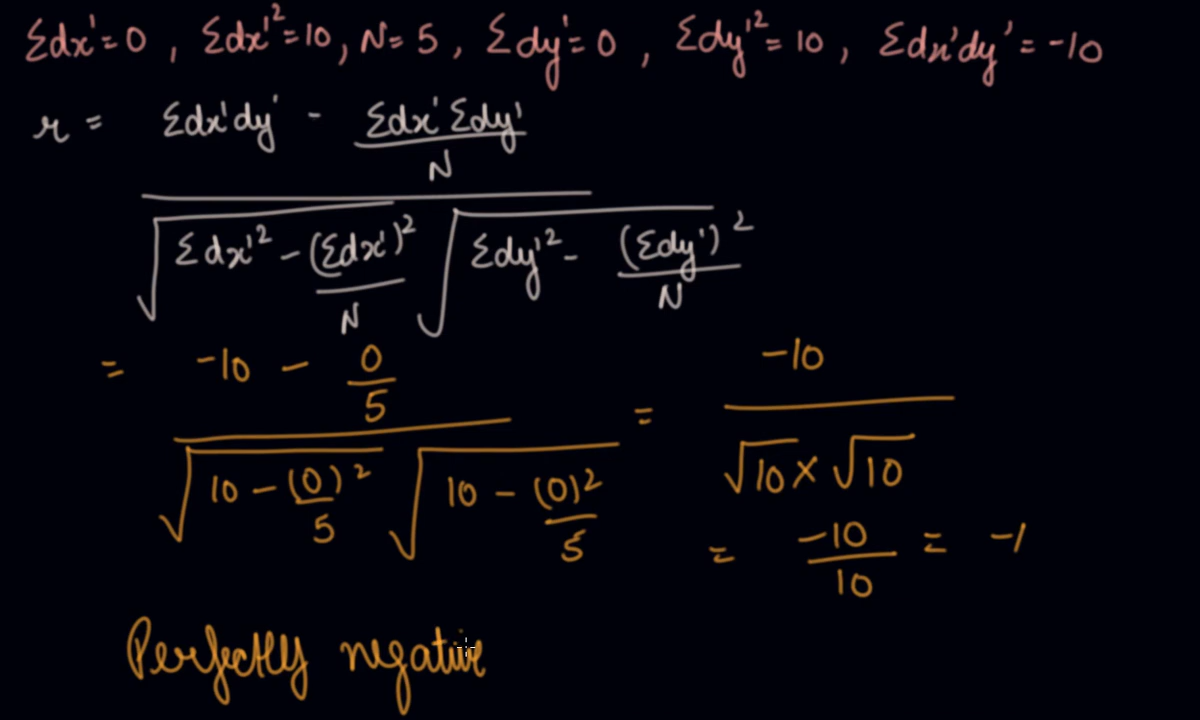 Σdx'=0 , Σdx'²=10, N=5 , Σdy'=0 , Σdy'²=10 , Σdx'dy'=-10
r = Σdx'dy' - Σdx' Σdy'
N
√Σdx'² - (Σdx')² √Σdy'² - (Σdy')²
N N
= -10 - 0/5 = -10
√10 - (0)²/5 √10 - (0)²/5 √10 × √10
= -10/10 = -1
Perfectly negative